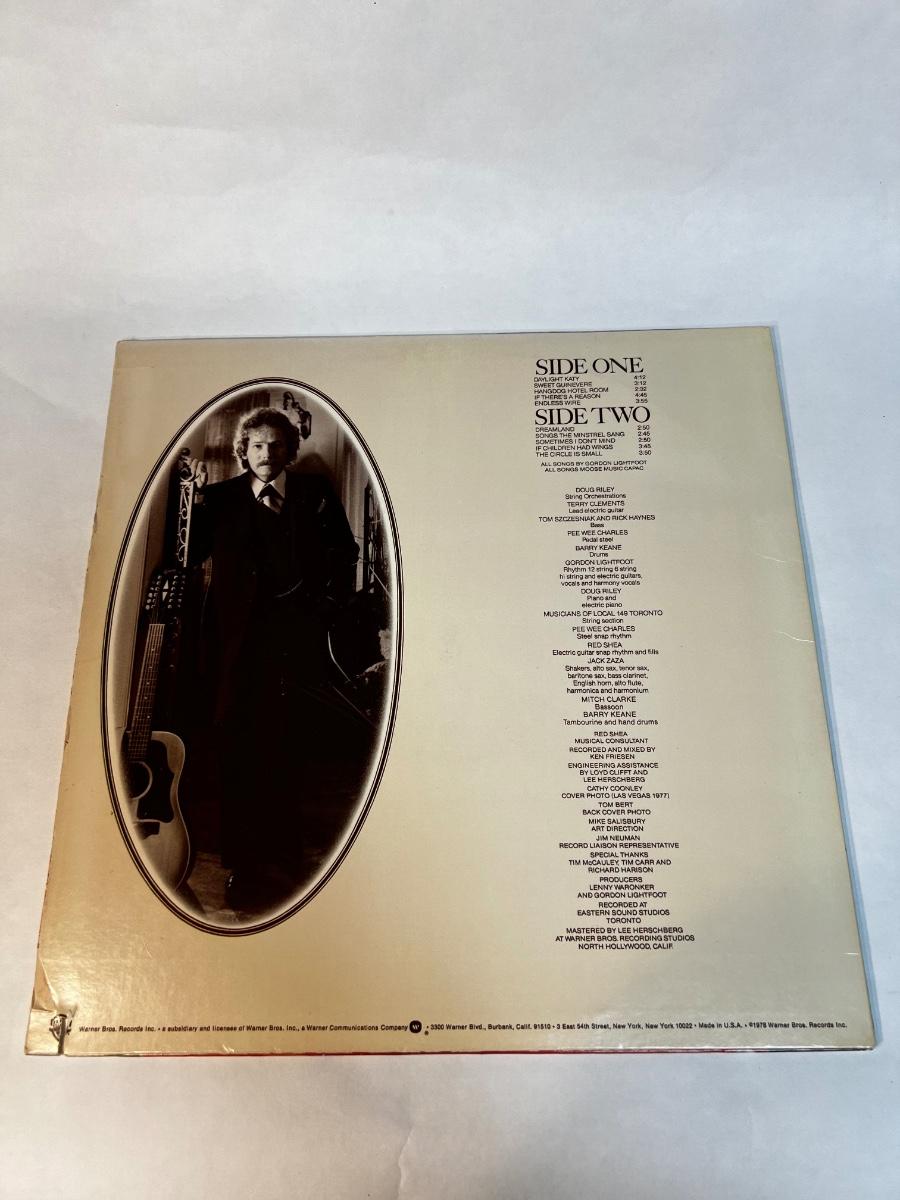 SIDE ONE
DAYLIGHT KATY 4:12
SWEET GUINEVERE 3:12
HANGDOG HOTEL ROOM 2:32
IF THERE'S A REASON 4:45
ENDLESS WIRE 3:55
SIDE TWO
DREAMLAND 2:50
SONGS THE MINSTREL SANG 2:45
SOMETIMES I DON'T MIND 2:50
IF CHILDREN HAD WINGS 3:45
THE CIRCLE IS SMALL 3:50
ALL SONGS BY GORDON LIGHTFOOT
ALL SONGS MOOSE MUSIC CAPAC
DOUG RILEY
String Orchestrations
TERRY CLEMENTS
Lead electric guitar
TOM SZCZESNIAK AND RICK HAYNES
Bass
PEE WEE CHARLES
Pedal steel
BARRY KEANE
Drums
GORDON LIGHTFOOT
Rhythm 12 string 6 string
hi string and electric guitars,
vocals and harmony vocals
DOUG RILEY
Piano and
electric piano
MUSICIANS OF LOCAL 149 TORONTO
String section
PEE WEE CHARLES
Steel snap rhythm
RED SHEA
Electric guitar snap rhythm and fills
JACK ZAZA
Shakers, alto sax, tenor sax,
baritone sax, bass clarinet,
English horn, alto flute,
harmonica and harmonium
MITCH CLARKE
Bassoon
BARRY KEANE
Tambourine and hand drums
RED SHEA
MUSICAL CONSULTANT
RECORDED AND MIXED BY
KEN FRIESEN
ENGINEERING ASSISTANCE
BY LOYD CLIFFT AND
LEE HERSCHBERG
CATHY COONLEY
COVER PHOTO (LAS VEGAS 1977)
TOM BERT
BACK COVER PHOTO
MIKE SALISBURY
ART DIRECTION
JIM NEUMAN
RECORD LIAISON REPRESENTATIVE
SPECIAL THANKS
TIM McCAULEY, TIM CARR AND
RICHARD HARISON
PRODUCERS
LENNY WARONKER
AND GORDON LIGHTFOOT
RECORDED AT
EASTERN SOUND STUDIOS
TORONTO
MASTERED BY LEE HERSCHBERG
AT WARNER BROS. RECORDING STUDIOS
NORTH HOLLYWOOD, CALIF.
Warner Bros. Records Inc. • a subsidiary and licensee of Warner Bros. Inc., a Warner Communications Company W ® • 3300 Warner Blvd., Burbank, Calif. 91510 • 3 East 54th Street, New York, New York 10022 • Made in U.S.A. • ©1978 Warner Bros. Records Inc.